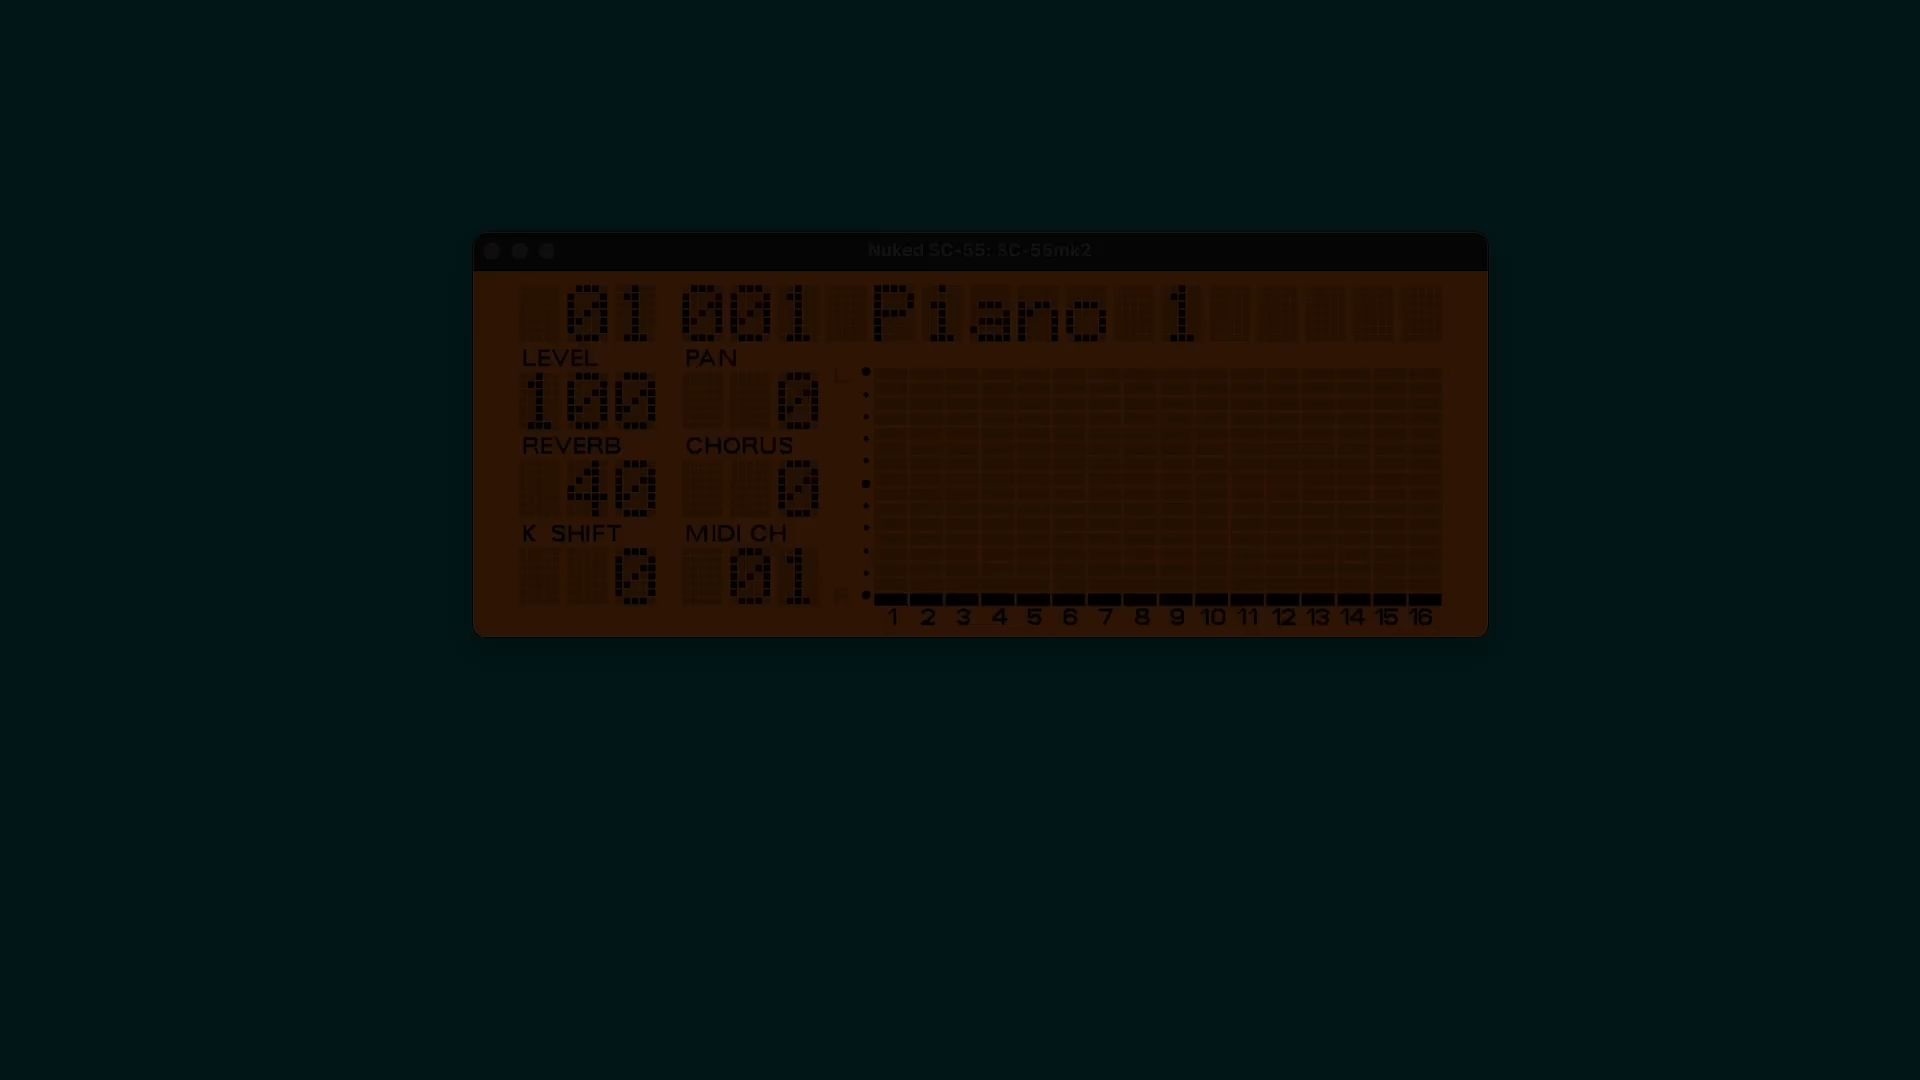 Nuked SC-55: SC-55mk2
01 001 Piano 1
LEVEL PAN
100 0
REVERB CHORUS
40 0
K SHIFT MIDI CH
0 01
1 2 3 4 5 6 7 8 9 10 11 12 13 14 15 16